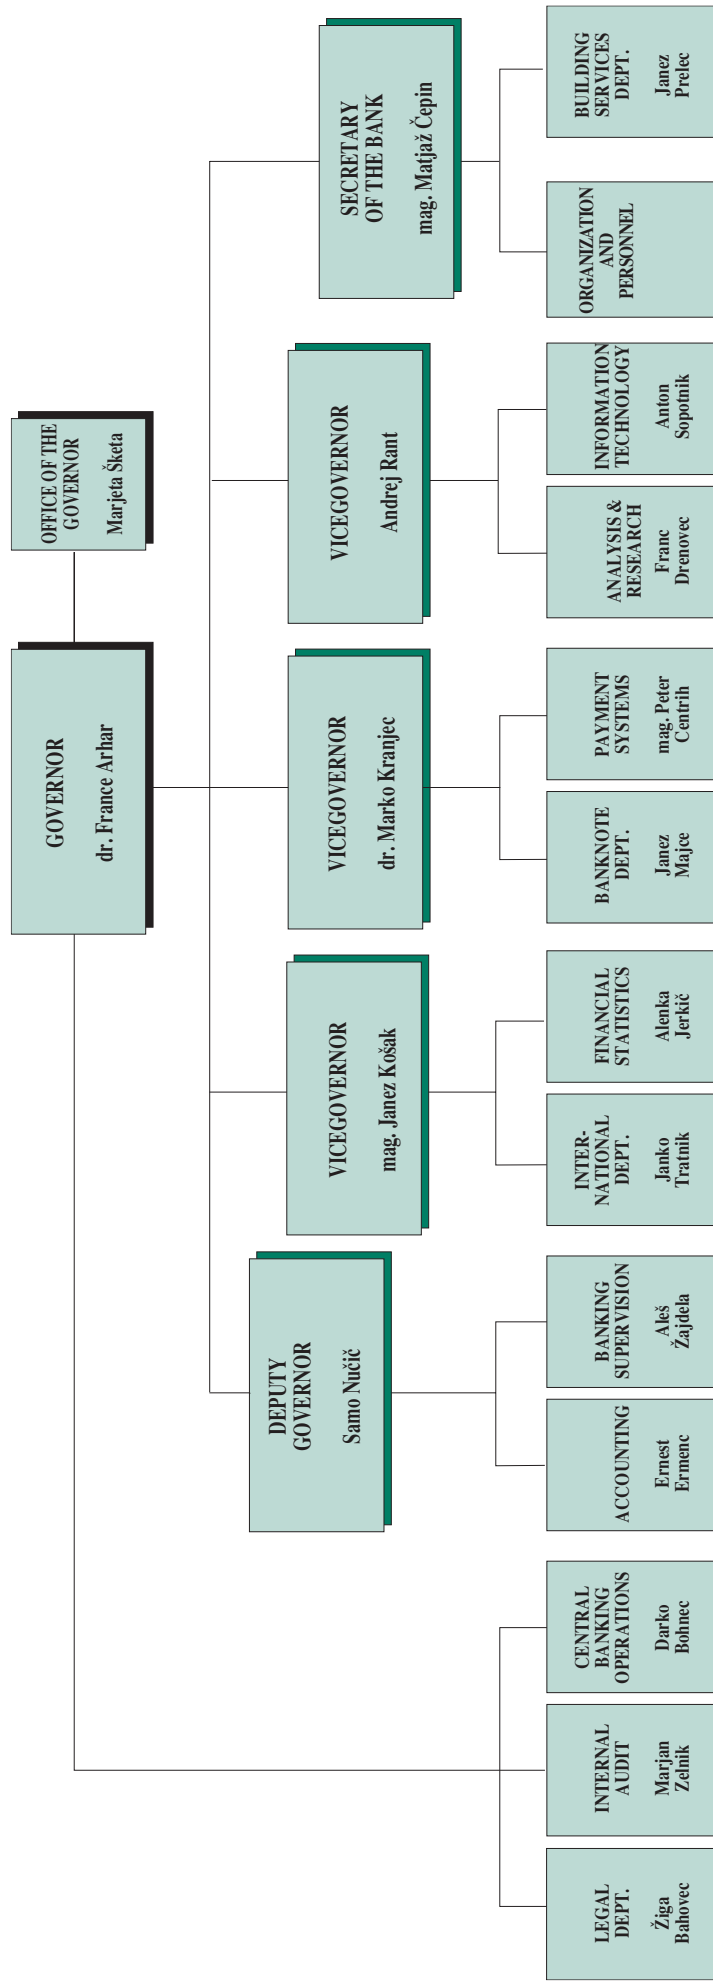 GOVERNOR
dr. France Arhar
OFFICE OF THE
GOVERNOR
Marjeta Šketa
DEPUTY
GOVERNOR
Samo Nučič
VICEGOVERNOR
mag. Janez Košak
VICEGOVERNOR
dr. Marko Kranjec
VICEGOVERNOR
Andrej Rant
SECRETARY
OF THE BANK
mag. Matjaž Čepin
LEGAL
DEPT.
Žiga
Bahovec
INTERNAL
AUDIT
Marjan
Zelnik
CENTRAL
BANKING
OPERATIONS
Darko
Bohnec
ACCOUNTING
Ernest
Ermenc
BANKING
SUPERVISION
Aleš
Žajdela
INTER-
NATIONAL
DEPT.
Janko
Tratnik
FINANCIAL
STATISTICS
Alenka
Jerkič
BANKNOTE
DEPT.
Janez
Majce
PAYMENT
SYSTEMS
mag. Peter
Centrih
ANALYSIS &
RESEARCH
Franc
Drenovec
INFORMATION
TECHNOLOGY
Anton
Sopotnik
ORGANIZATION
AND
PERSONNEL
BUILDING
SERVICES
DEPT.
Janez
Prelec